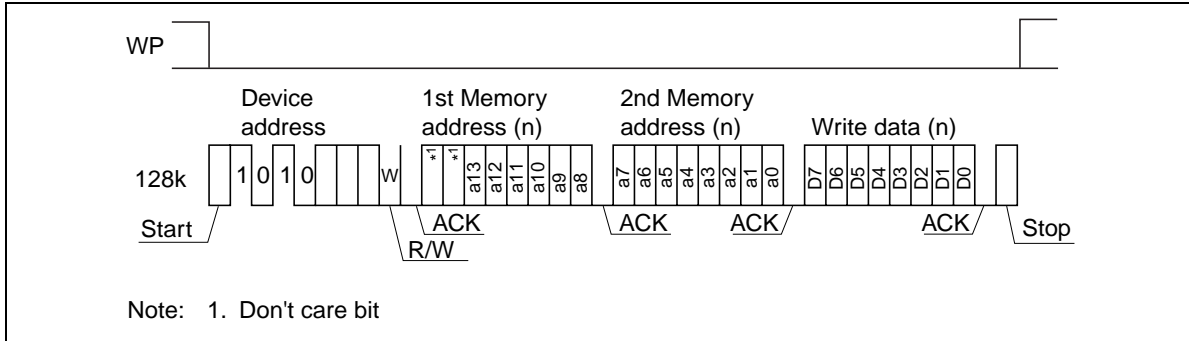 WP
Device address
1st Memory address (n)
2nd Memory address (n)
Write data (n)
128k
1 0 1 0 W *1 *1 a13 a12 a11 a10 a9 a8 a7 a6 a5 a4 a3 a2 a1 a0 D7 D6 D5 D4 D3 D2 D1 D0
Start ACK ACK ACK ACK Stop
R/W
Note: 1. Don't care bit